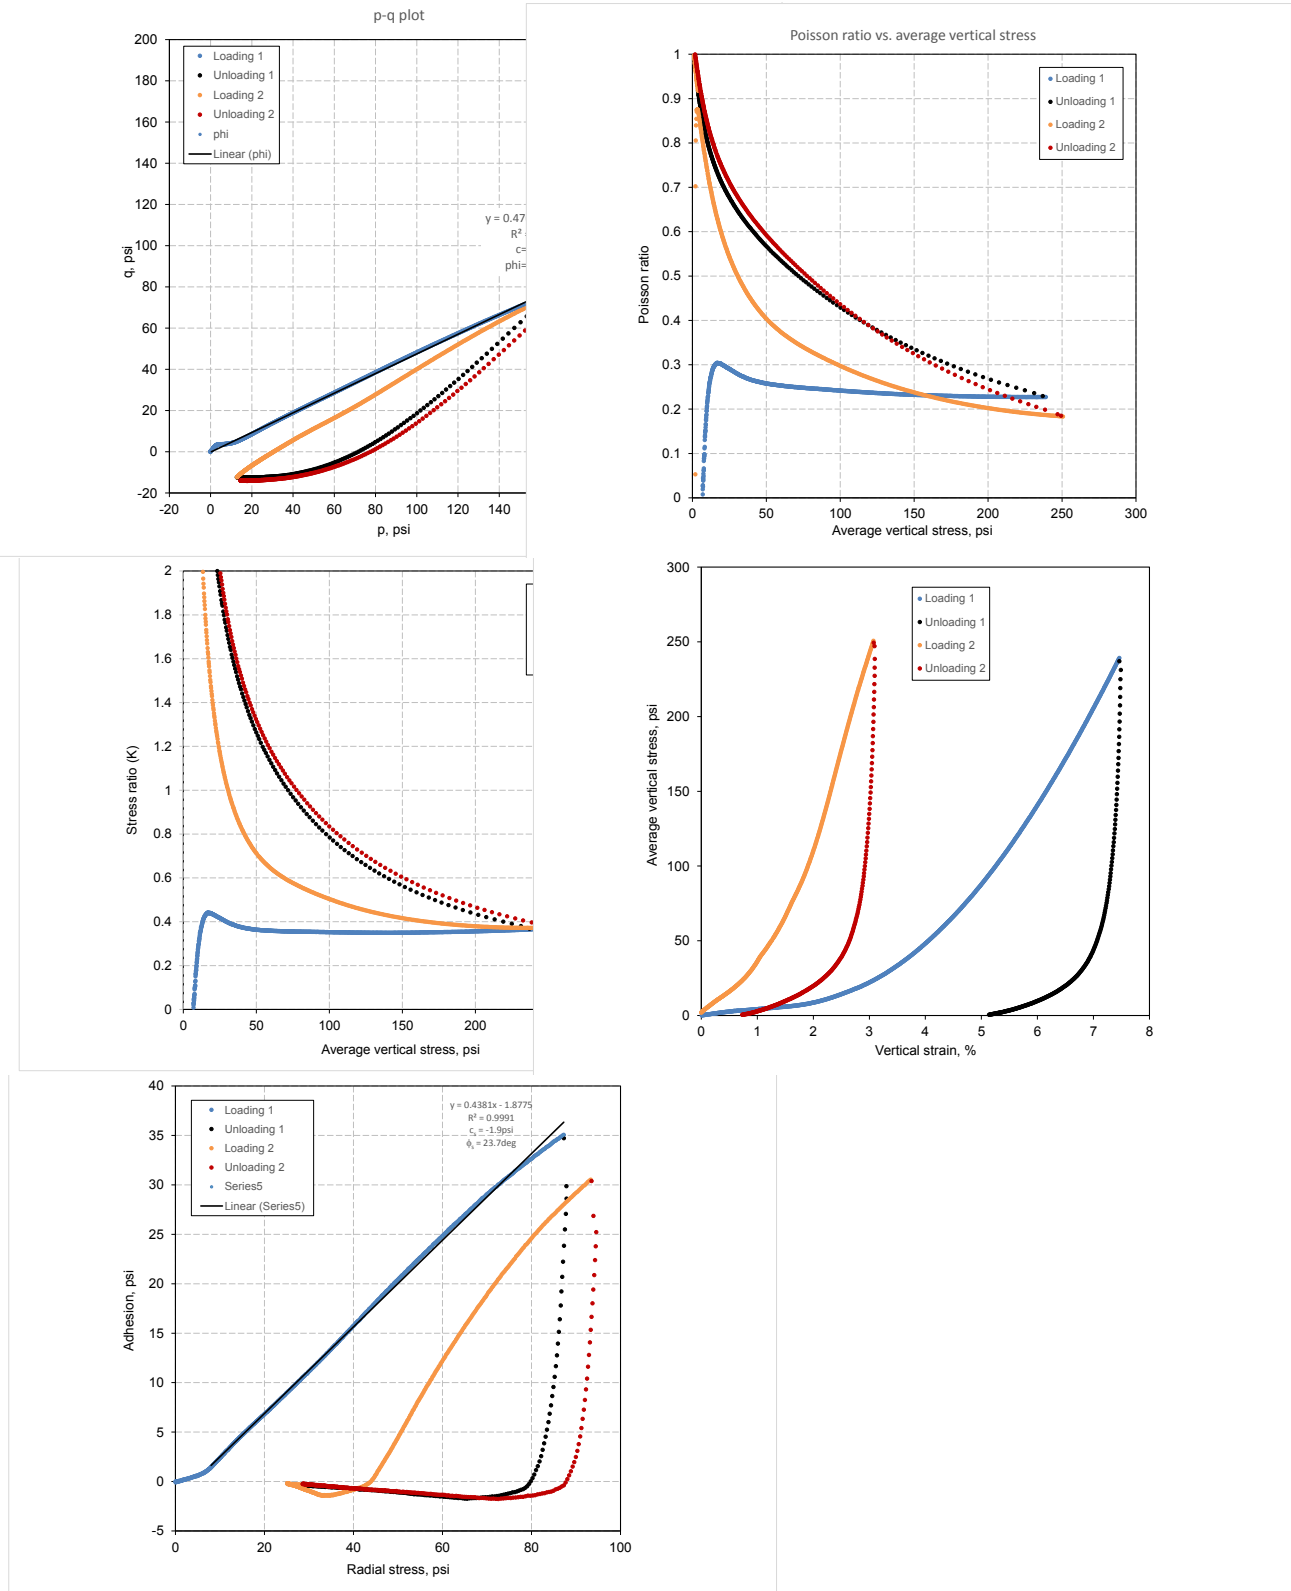 p-q plot
200
180
160
140
120
100
80
60
40
20
0
-20
q, psi
Loading 1
Unloading 1
Loading 2
Unloading 2
phi
Linear (phi)
y = 0.47
R²
c=
phi=
-20 0 20 40 60 80 100 120 140
p, psi
Poisson ratio vs. average vertical stress
1
0.9
0.8
0.7
0.6
0.5
0.4
0.3
0.2
0.1
0
Poisson ratio
Loading 1
Unloading 1
Loading 2
Unloading 2
0 50 100 150 200 250 300
Average vertical stress, psi
2
1.8
1.6
1.4
1.2
1
0.8
0.6
0.4
0.2
0
Stress ratio (K)
0 50 100 150 200
Average vertical stress, psi
300
250
200
150
100
50
0
Average vertical stress, psi
Loading 1
Unloading 1
Loading 2
Unloading 2
0 1 2 3 4 5 6 7 8
Vertical strain, %
40
35
30
25
20
15
10
5
0
-5
Adhesion, psi
Loading 1
Unloading 1
Loading 2
Unloading 2
Series5
Linear (Series5)
y = 0.4381x - 1.8775
R² = 0.9991
cₛ = -1.9psi
ϕₛ = 23.7deg
0 20 40 60 80 100
Radial stress, psi